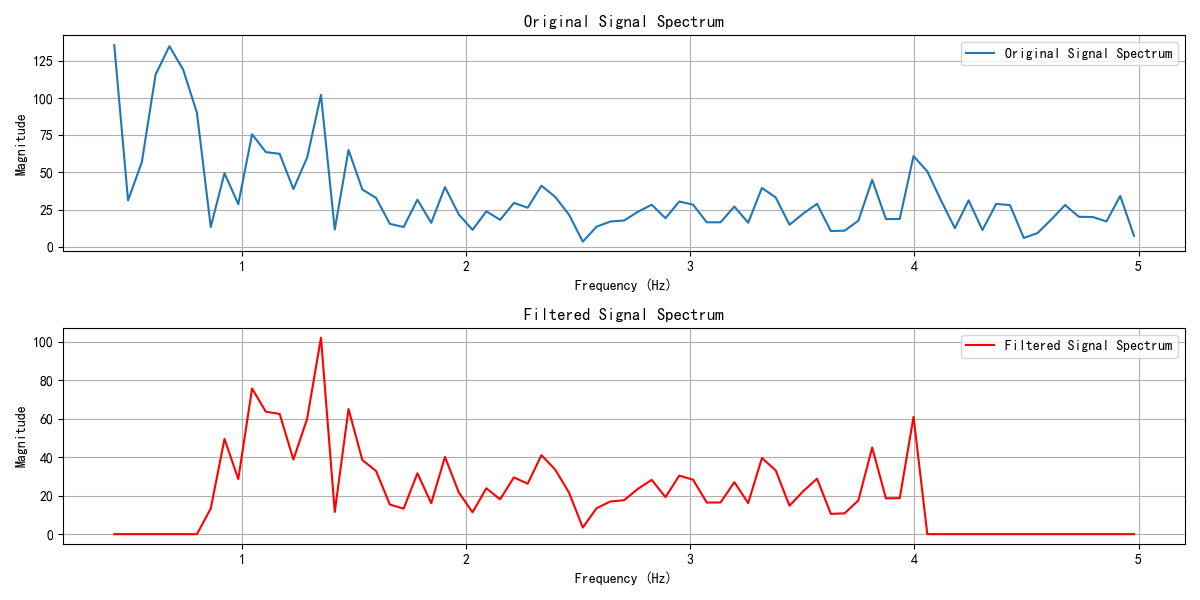 Original Signal Spectrum
Original Signal Spectrum
Magnitude
125
100
75
50
25
0
1 2 3 4 5
Frequency (Hz)
Filtered Signal Spectrum
Filtered Signal Spectrum
Magnitude
100
80
60
40
20
0
1 2 3 4 5
Frequency (Hz)